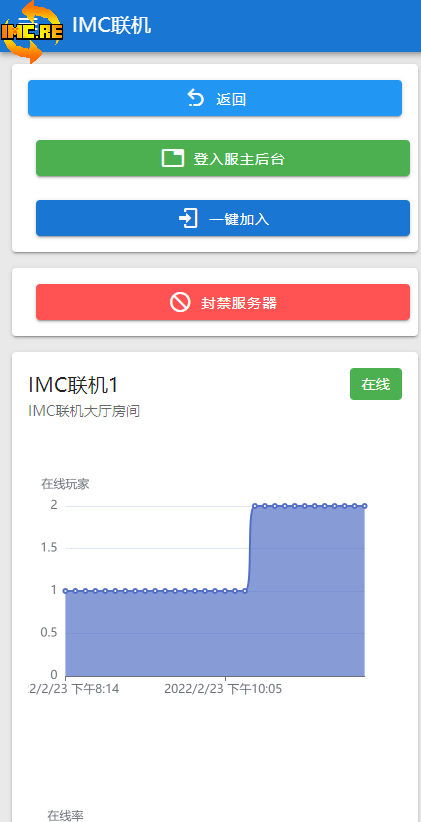 IMC.RE
IMC联机
返回
登入服主后台
一键加入
封禁服务器
IMC联机1
在线
IMC联机大厅房间
在线玩家
2
1.5
1
0.5
0
2/2/23 下午8:14
2022/2/23 下午10:05
在线率